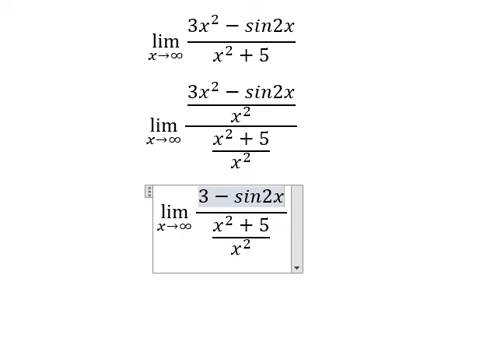 lim x→∞ (3x² − sin2x)/(x² + 5)
lim x→∞ ((3x² − sin2x)/x²)/((x² + 5)/x²)
lim x→∞ (3 − sin2x)/((x² + 5)/x²)